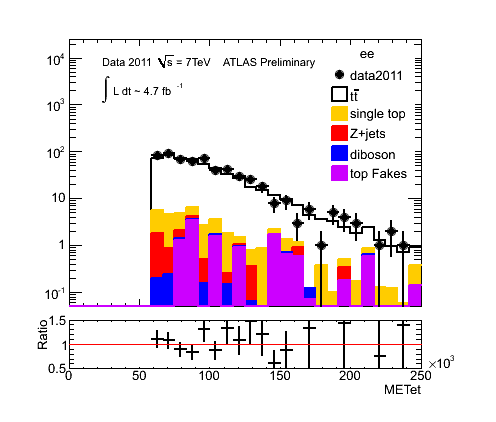 ee
Data 2011 √s = 7TeV ATLAS Preliminary
∫ L dt ~ 4.7 fb⁻¹
data2011
tt̄
single top
Z+jets
diboson
top Fakes
10⁴
10³
10²
10
1
10⁻¹
Ratio
1.5
1
0.5
0 50 100 150 200 250
×10³
METet